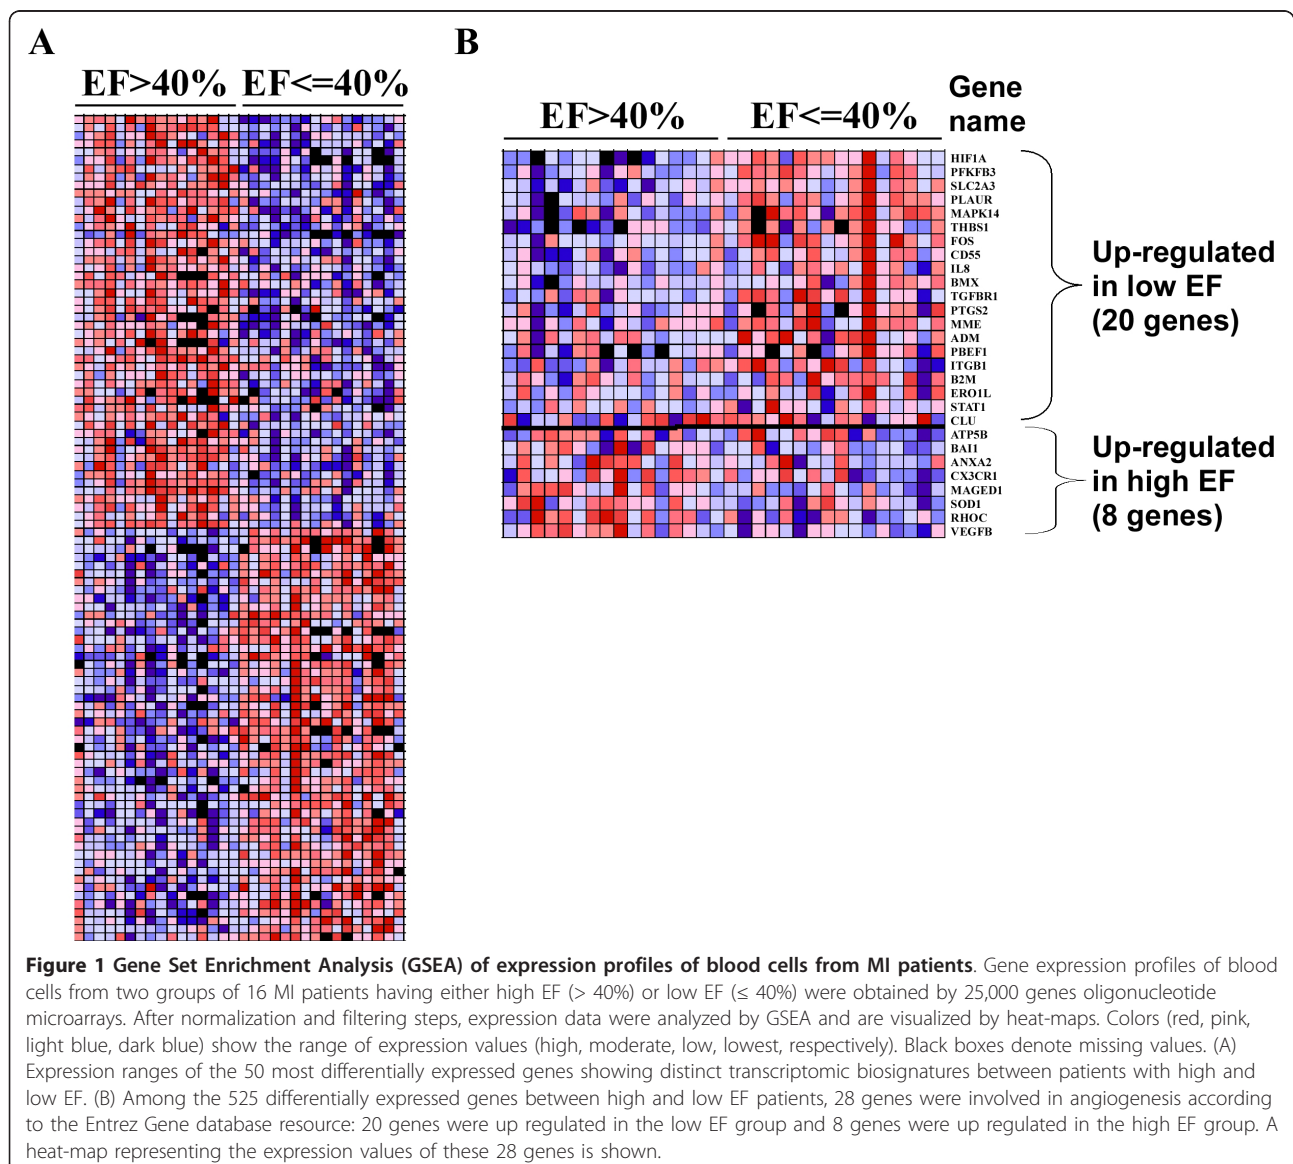 A
EF>40% EF<=40%
B
EF>40% EF<=40%
Gene
name
HIF1A
PFKFB3
SLC2A3
PLAUR
MAPK14
THBS1
FOS
CD55
IL8
BMX
TGFBR1
PTGS2
MME
ADM
PBEF1
ITGB1
B2M
ERO1L
STAT1
CLU
ATP5B
BAI1
ANXA2
CX3CR1
MAGED1
SOD1
RHOC
VEGFB
Up-regulated
in low EF
(20 genes)
Up-regulated
in high EF
(8 genes)
Figure 1 Gene Set Enrichment Analysis (GSEA) of expression profiles of blood cells from MI patients. Gene expression profiles of blood
cells from two groups of 16 MI patients having either high EF (> 40%) or low EF (≤ 40%) were obtained by 25,000 genes oligonucleotide
microarrays. After normalization and filtering steps, expression data were analyzed by GSEA and are visualized by heat-maps. Colors (red, pink,
light blue, dark blue) show the range of expression values (high, moderate, low, lowest, respectively). Black boxes denote missing values. (A)
Expression ranges of the 50 most differentially expressed genes showing distinct transcriptomic biosignatures between patients with high and
low EF. (B) Among the 525 differentially expressed genes between high and low EF patients, 28 genes were involved in angiogenesis according
to the Entrez Gene database resource: 20 genes were up regulated in the low EF group and 8 genes were up regulated in the high EF group. A
heat-map representing the expression values of these 28 genes is shown.